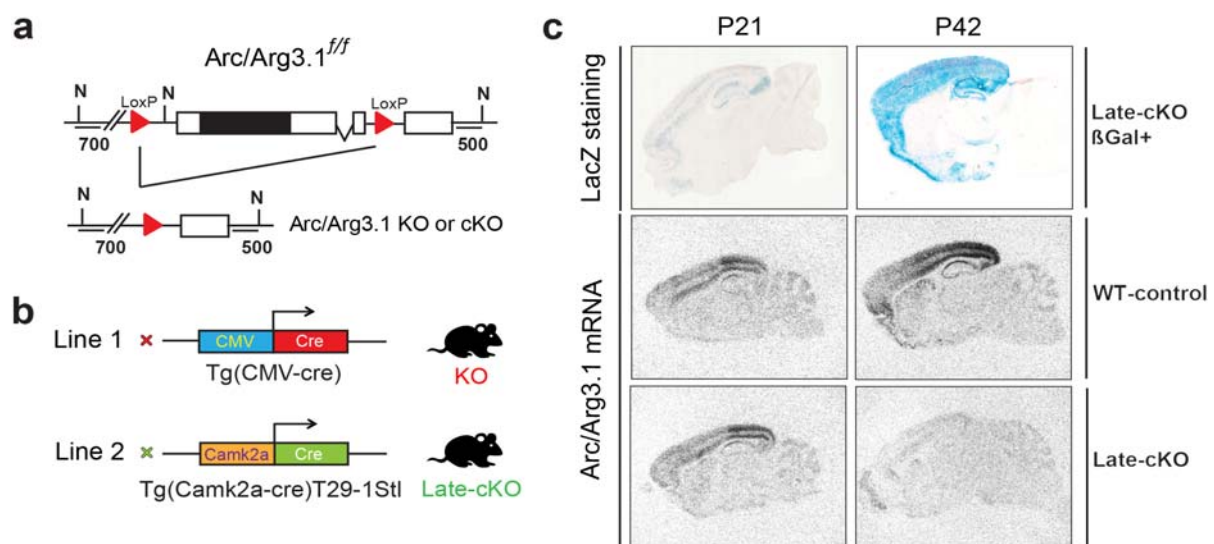 a
Arc/Arg3.1f/f
N
N
N
LoxP
LoxP
700
500
N
N
700
500
Arc/Arg3.1 KO or cKO
b
Line 1
×
CMV
Cre
Tg(CMV-cre)
KO
Line 2
×
Camk2a
Cre
Tg(Camk2a-cre)T29-1Stl
Late-cKO
c
P21
P42
LacZ staining
Late-cKO
ßGal+
Arc/Arg3.1 mRNA
WT-control
Late-cKO